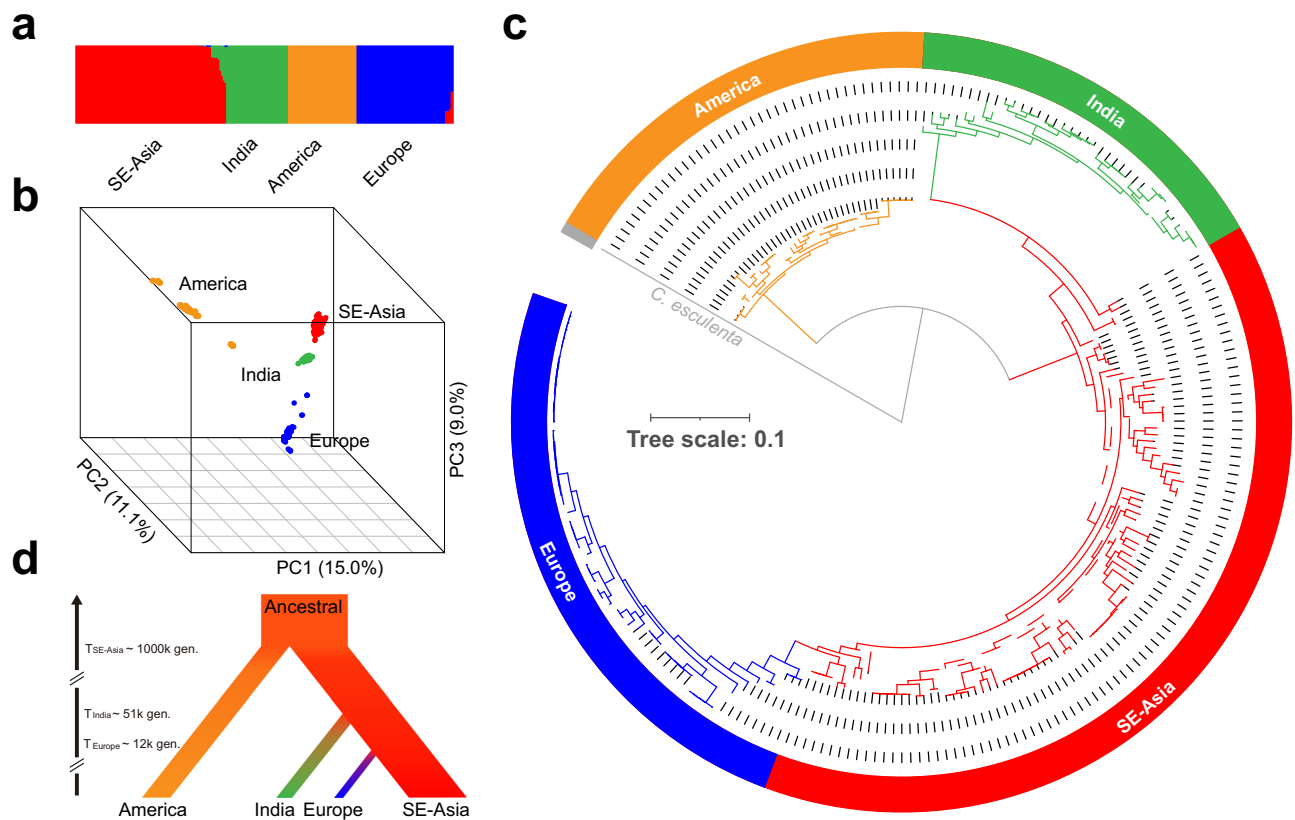 a
SE-Asia
India
America
Europe
b
America
SE-Asia
India
Europe
PC2 (11.1%)
PC3 (9.0%)
PC1 (15.0%)
c
America
India
C. esculenta
Tree scale: 0.1
Europe
SE-Asia
d
Ancestral
TSE-Asia ~ 1000k gen.
TIndia ~ 51k gen.
TEurope ~ 12k gen.
America
India
Europe
SE-Asia